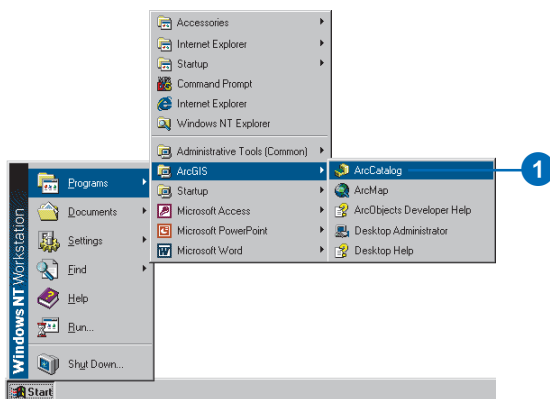 Accessories
Internet Explorer
Startup
Command Prompt
Internet Explorer
Windows NT Explorer
Administrative Tools (Common)
ArcGIS
Startup
Microsoft Access
Microsoft PowerPoint
Microsoft Word
ArcCatalog
1
ArcMap
ArcObjects Developer Help
Desktop Administrator
Desktop Help
Programs
Documents
Settings
Find
Help
Run...
Shut Down...
Windows NT Workstation
Start